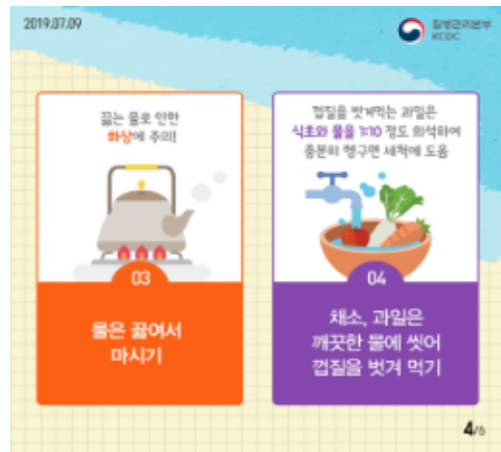 2019.07.09
질병관리본부
KCDC
끓는 물로 인한
화상에 주의!
03
물은 끓여서
마시기
껍질을 벗겨먹는 과일은
식초와 물을 1:10 정도 희석하여
충분히 헹구면 세척에 도움
04
채소, 과일은
깨끗한 물에 씻어
껍질을 벗겨 먹기
4/5